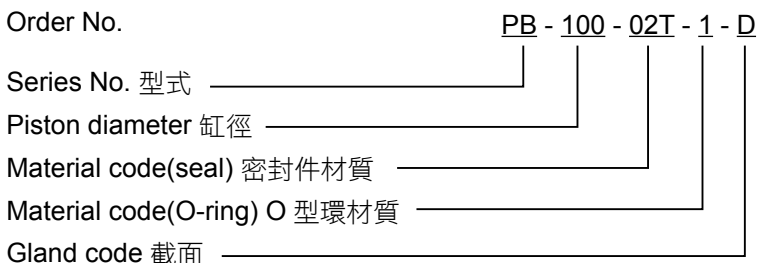 Order No. PB - 100 - 02T - 1 - D
Series No. 型式
Piston diameter 缸徑
Material code(seal) 密封件材質
Material code(O-ring) O 型環材質
Gland code 截面